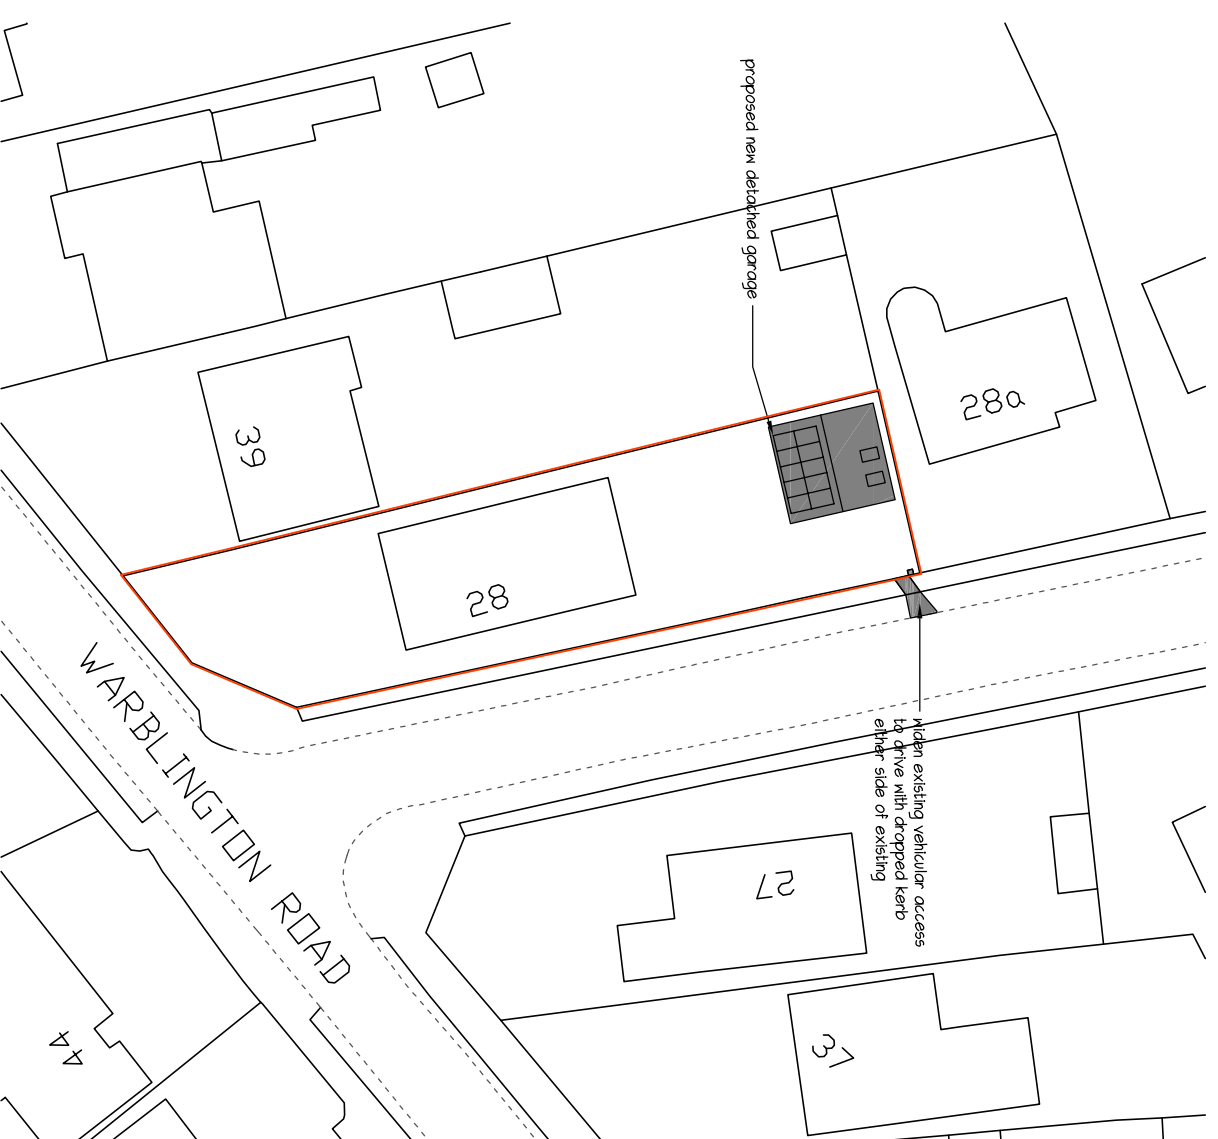 proposed new detached garage
39
28a
28
WARBLINGTON ROAD
widen existing vehicular access
to drive with dropped kerb
either side of existing
27
37
44